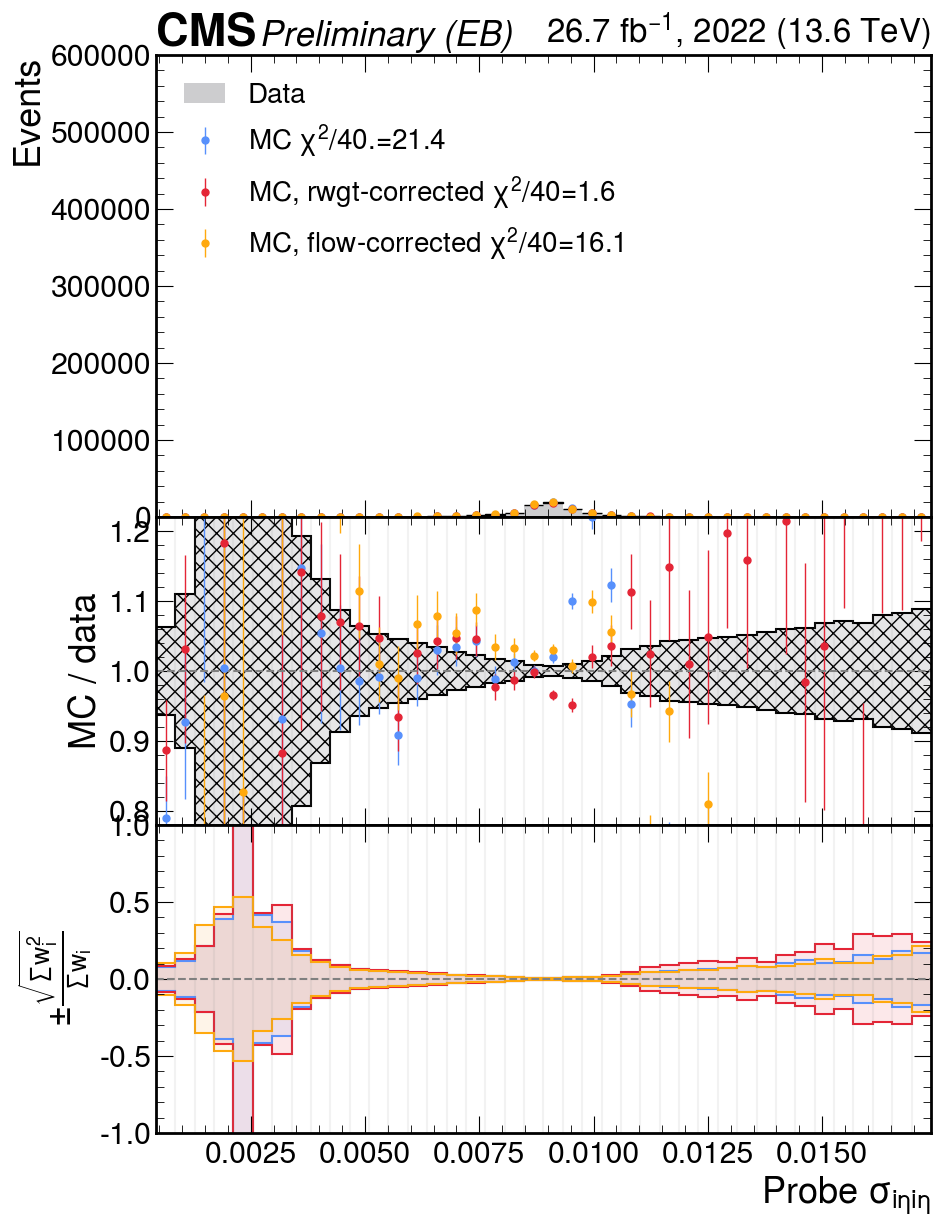 CMS Preliminary (EB) 26.7 fb⁻¹, 2022 (13.6 TeV)
Events
600000
500000
400000
300000
200000
100000
0
Data
MC χ²/40.=21.4
MC, rwgt-corrected χ²/40=1.6
MC, flow-corrected χ²/40=16.1
MC / data
1.2
1.1
1.0
0.9
0.8
± √Σw²ᵢ / Σwᵢ
1.0
0.5
0.0
-0.5
-1.0
0.0025 0.0050 0.0075 0.0100 0.0125 0.0150
Probe σiηiη